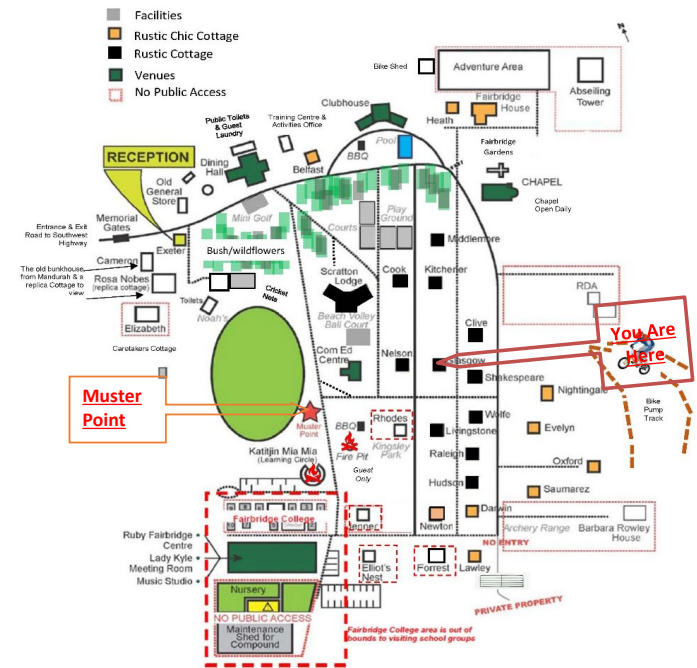 Facilities
Rustic Chic Cottage
Rustic Cottage
Venues
No Public Access
N
Bike Shed
Adventure Area
Abseiling
Tower
Fairbridge
House
Heath
Clubhouse
Public Toilets
& Guest
Laundry
Training Centre &
Activities Office
Pool
BBQ
Fairbridge
Gardens
RECEPTION
Dining
Hall
Belfast
CHAPEL
Chapel
Open Daily
Old
General
Store
Mini Golf
Play
Ground
Courts
Memorial
Gates
Entrance & Exit
Road to Southwest
Highway
Exeter
Bush/wildflowers
Middlemore
Cameron
The old bunkhouse,
from Mandurah & a
replica Cottage to
view
Rosa Nobes
(replica cottage)
Scratton
Lodge
Cook
Kitchener
RDA
Cricket
Nets
Toilets
Noah's
Elizabeth
Beach Volley
Ball Court
Clive
You Are
Here
Caretakers Cottage
Com Ed
Centre
Nelson
Glasgow
Shakespeare
Muster
Point
Nightingale
Bike
Pump
Track
Muster
Point
BBQ
Rhodes
Wolfe
Livingstone
Evelyn
Fire Pit
Kingsley
Park
Katitjin Mia Mia
(Learning Circle)
Guest
Only
Raleigh
Oxford
Hudson
Saumarez
Fairbridge College
Jenner
Newton
Darwin
Archery Range
Barbara Rowley
House
NO ENTRY
Ruby Fairbridge
Centre
Lady Kyle
Meeting Room
Music Studio
Elliot's
Nest
Forrest
Lawley
PRIVATE PROPERTY
Nursery
NO PUBLIC ACCESS
Maintenance
Shed for
Compound
Fairbridge College area is out of
bounds to visiting school groups